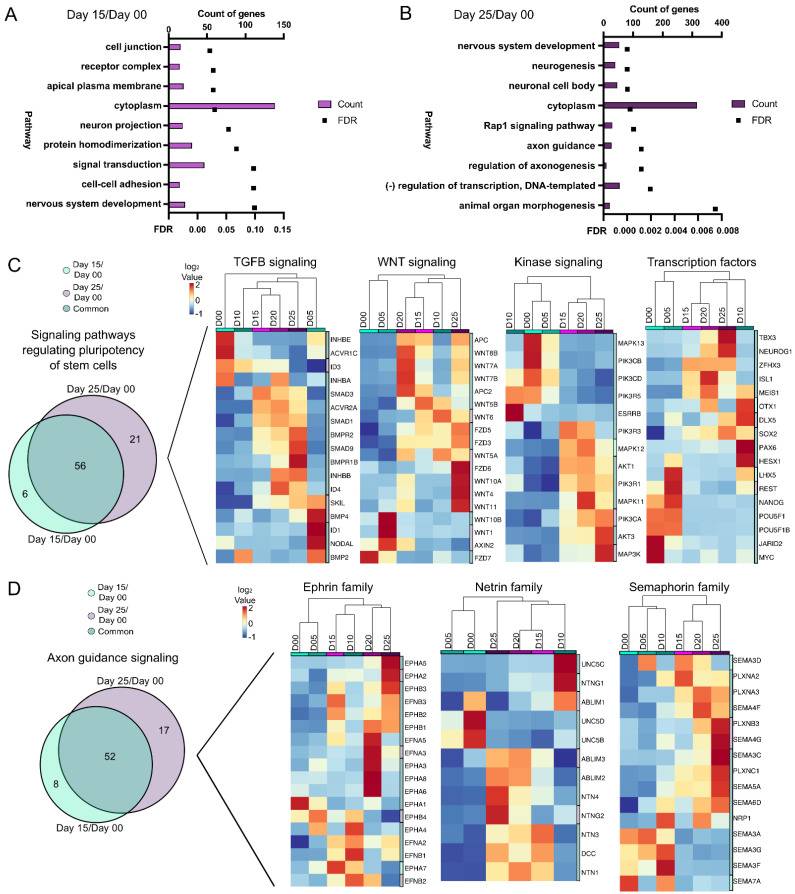 A
Day 15/Day 00
Count of genes
0 50 100 150
cell junction
receptor complex
apical plasma membrane
cytoplasm
neuron projection
protein homodimerization
signal transduction
cell-cell adhesion
nervous system development
Pathway
Count
FDR
FDR
0.00 0.05 0.10 0.15
B
Day 25/Day 00
Count of genes
0 100 200 300 400
nervous system development
neurogenesis
neuronal cell body
cytoplasm
Rap1 signaling pathway
axon guidance
regulation of axonogenesis
(-) regulation of transcription, DNA-templated
animal organ morphogenesis
Pathway
Count
FDR
FDR
0.000 0.002 0.004 0.006 0.008
C
Day 15/
Day 00
Day 25/
Day 00
Common
log2
Value
2
1
0
-1
Signaling pathways
regulating pluripotency
of stem cells
Day 25/Day 00
21
56
6
Day 15/Day 00
TGFB signaling
D00 D10 D15 D20 D25 D05
INHBE
ACVR1C
ID3
INHBA
SMAD3
ACVR2A
SMAD1
BMPR2
SMAD9
BMPR1B
INHBB
ID4
SKIL
BMP4
ID1
NODAL
BMP2
WNT signaling
D00 D05 D20 D15 D10 D25
APC
WNT8B
WNT7A
WNT7B
APC2
WNT5B
WNT6
FZD5
FZD3
WNT5A
FZD6
WNT10A
WNT4
WNT11
WNT10B
WNT1
AXIN2
FZD7
Kinase signaling
D10 D00 D05 D15 D20 D25
MAPK13
PIK3CB
PIK3CD
PIK3R5
ESRRB
PIK3R3
MAPK12
AKT1
PIK3R1
MAPK11
PIK3CA
AKT3
MAP3K
Transcription factors
D00 D05 D15 D20 D25 D10
TBX3
NEUROG1
ZFHX3
ISL1
MEIS1
OTX1
DLX5
SOX2
PAX6
HESX1
LHX5
REST
NANOG
POU5F1
POU5F1B
JARID2
MYC
D
Day 15/
Day 00
Day 25/
Day 00
Common
log2
Value
2
1
0
-1
Axon guidance signaling
Day 25/Day 00
17
52
8
Day 15/Day 00
Ephrin family
D00 D05 D15 D10 D20 D25
EPHA5
EPHA2
EPHB3
EFNB3
EPHB2
EPHB1
EFNA5
EFNA3
EPHA3
EPHA8
EPHA6
EPHA1
EPHB4
EPHA4
EFNA2
EFNB1
EPHA7
EFNB2
Netrin family
D05 D00 D25 D20 D15 D10
UNC5C
NTNG1
ABLIM1
UNC5D
UNC5B
ABLIM3
ABLIM2
NTN4
NTNG2
NTN3
DCC
NTN1
Semaphorin family
D00 D05 D10 D15 D20 D25
SEMA3D
PLXNA2
PLXNA3
SEMA4F
PLXNB3
SEMA4G
SEMA3C
PLXNC1
SEMA5A
SEMA6D
NRP1
SEMA3A
SEMA3G
SEMA3F
SEMA7A